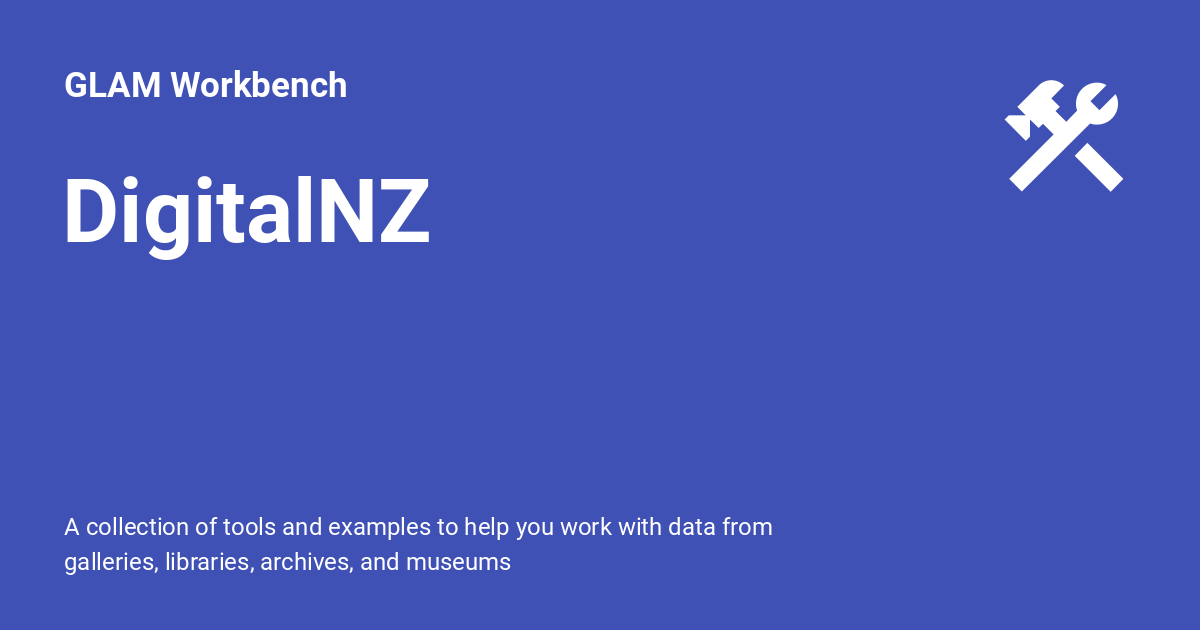 GLAM Workbench
DigitalNZ
A collection of tools and examples to help you work with data from
galleries, libraries, archives, and museums